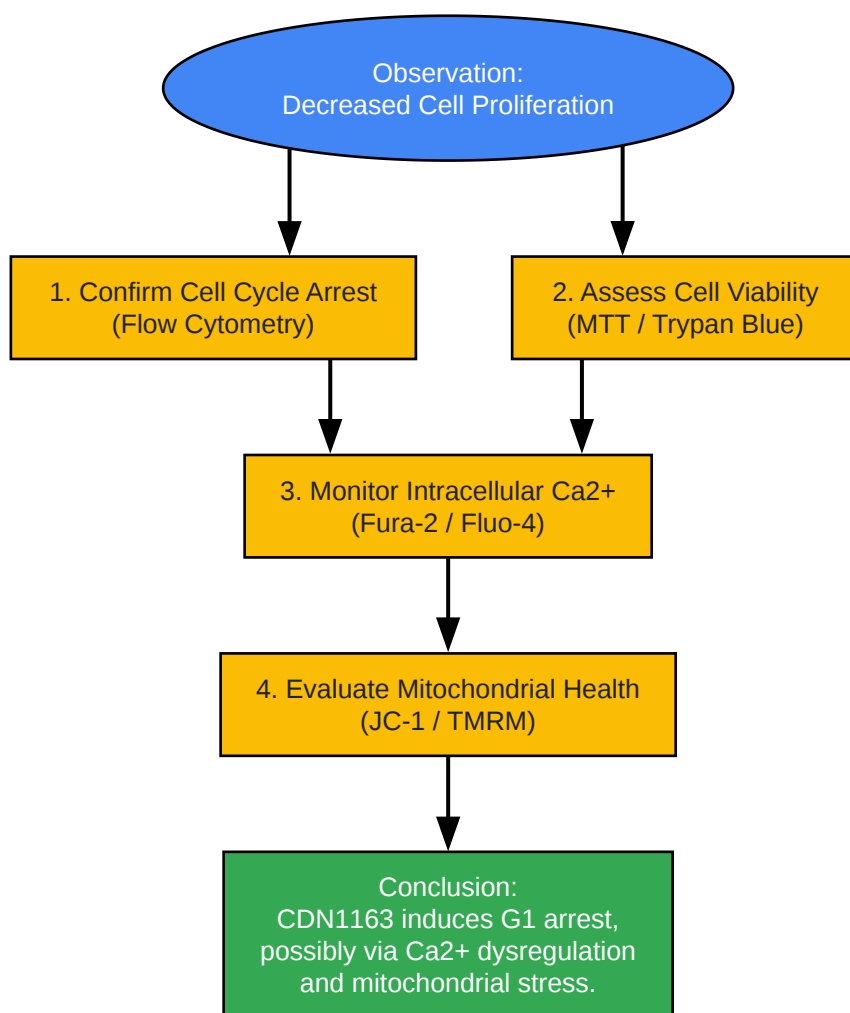 Observation:
Decreased Cell Proliferation
1. Confirm Cell Cycle Arrest
(Flow Cytometry)
2. Assess Cell Viability
(MTT / Trypan Blue)
3. Monitor Intracellular Ca2+
(Fura-2 / Fluo-4)
4. Evaluate Mitochondrial Health
(JC-1 / TMRM)
Conclusion:
CDN1163 induces G1 arrest,
possibly via Ca2+ dysregulation
and mitochondrial stress.